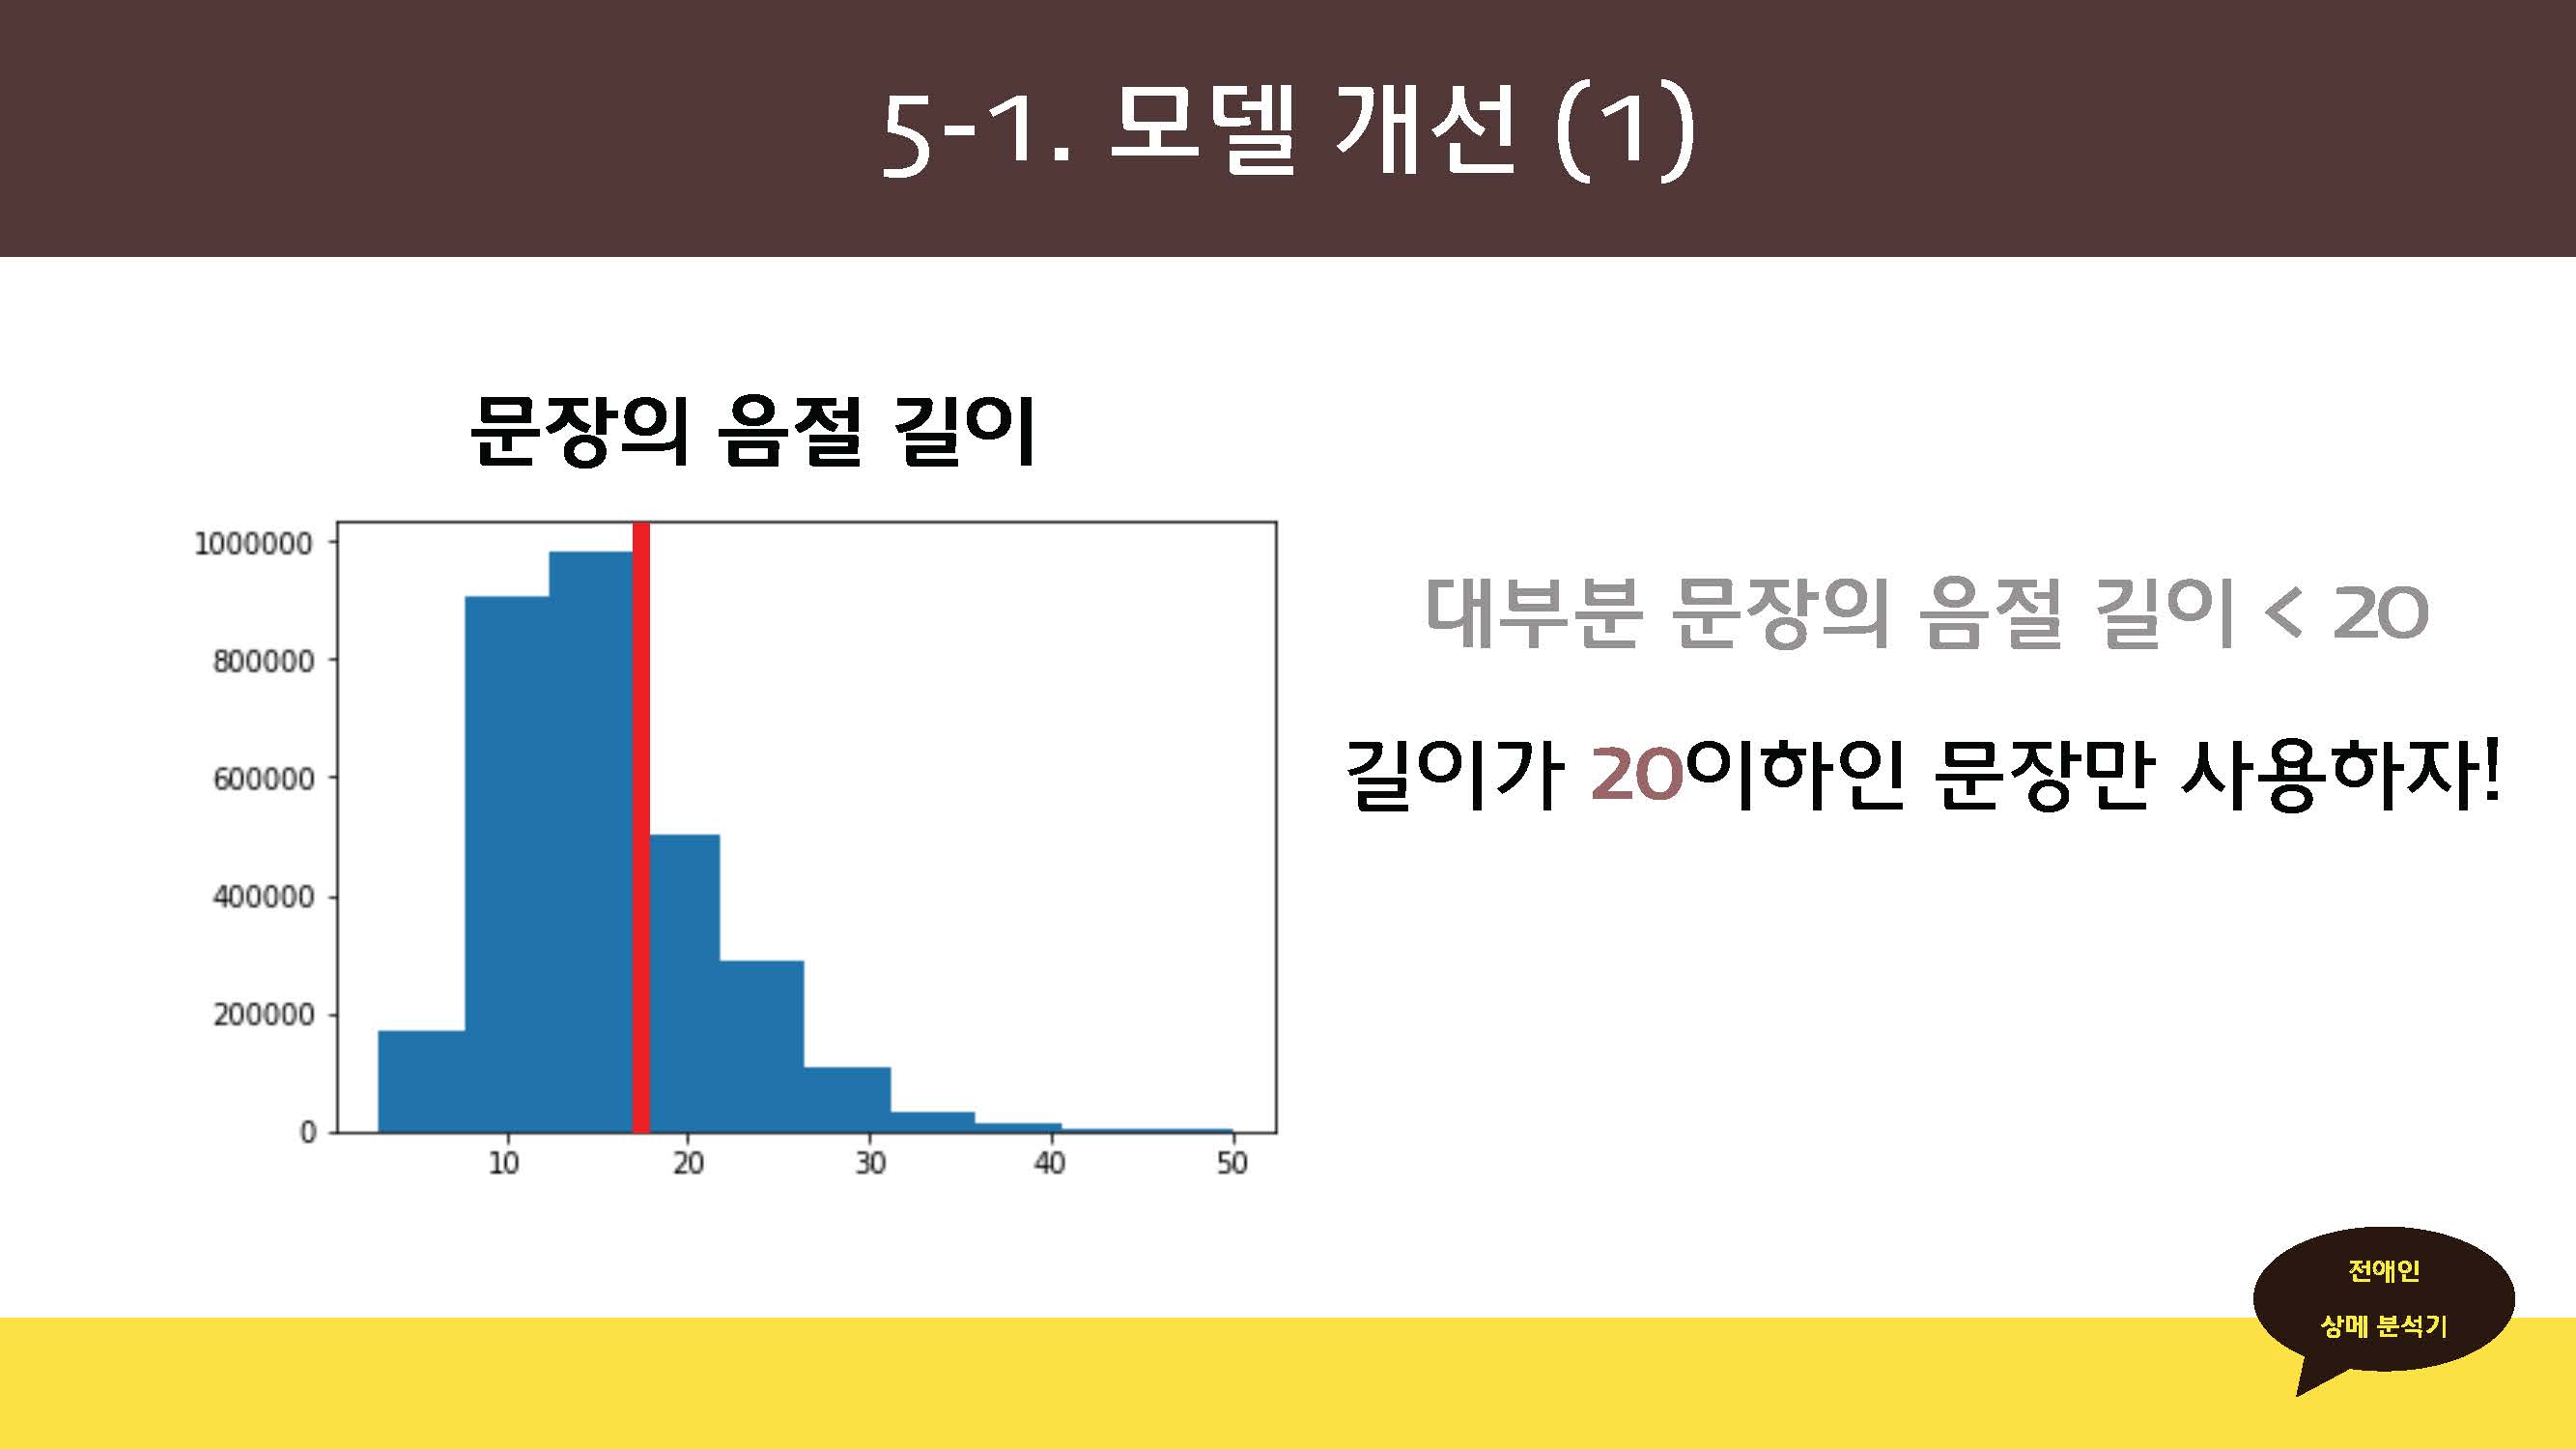 5-1. 모델 개선 (1)
문장의 음절 길이
1000000
800000
600000
400000
200000
0
10 20 30 40 50
대부분 문장의 음절 길이 < 20
길이가 20이하인 문장만 사용하자!
전애인
상메 분석기